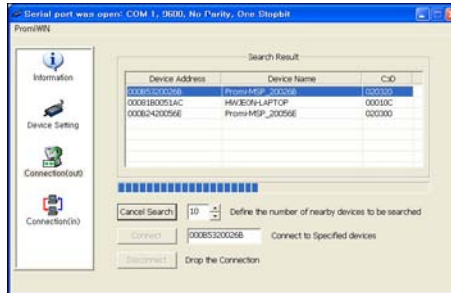 Serial port was open: COM 1, 9600, No Parity, One Stopbit
PromiWIN
Information
Device Setting
Connection(out)
Connection(in)
Search Result
Device Address Device Name CoD
000B5320026B Promi-MSP_20026B 020320
000B1B0051AC HWJEON-LAPTOP 00010C
000B2420056E Promi-MSP_20056E 020300
Cancel Search 10 Define the number of nearby devices to be searched
Connect 000B5320026B Connect to Specified devices
Disconnect Drop the Connection